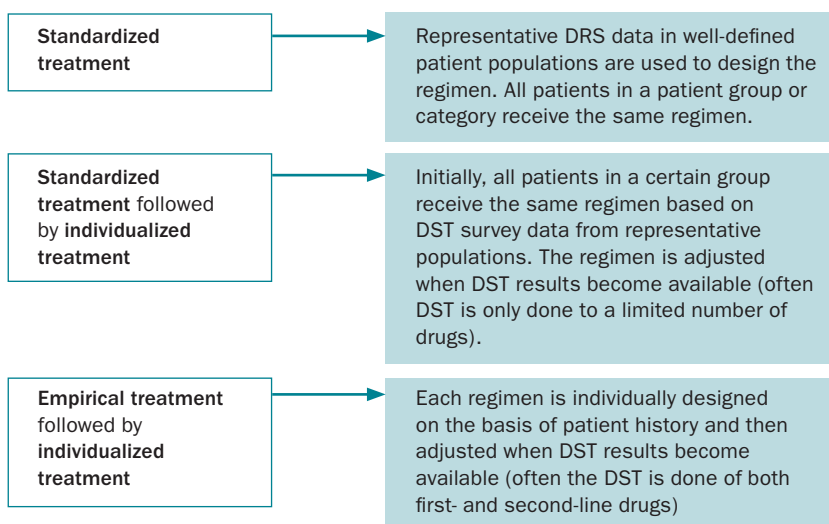 Standardized
treatment
Representative DRS data in well-defined
patient populations are used to design the
regimen. All patients in a patient group or
category receive the same regimen.
Standardized
treatment followed
by individualized
treatment
Initially, all patients in a certain group
receive the same regimen based on
DST survey data from representative
populations. The regimen is adjusted
when DST results become available (often
DST is only done to a limited number of
drugs).
Empirical treatment
followed by
individualized
treatment
Each regimen is individually designed
on the basis of patient history and then
adjusted when DST results become
available (often the DST is done of both
first- and second-line drugs)